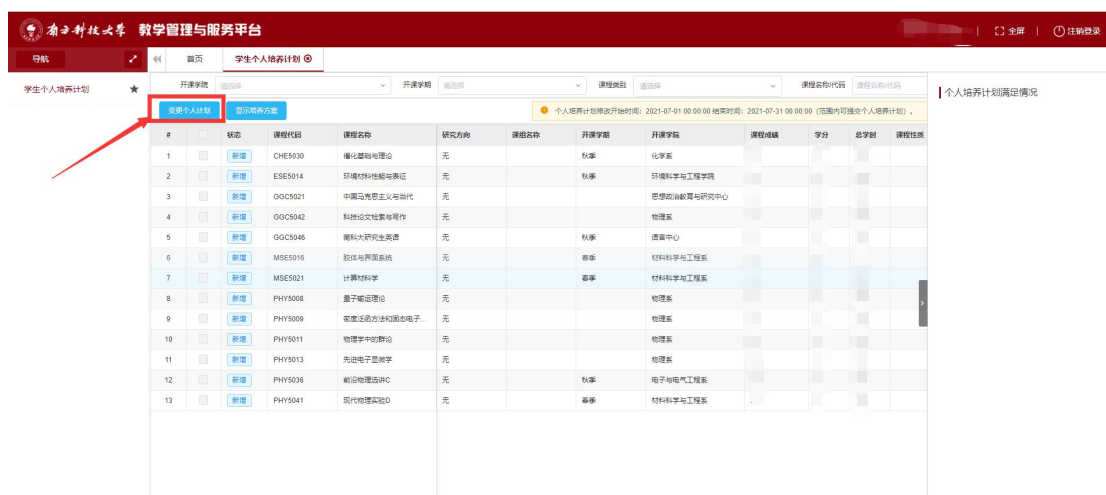 南方科技大学 教学管理与服务平台 | 全屏 | 注销登录
导航 首页 学生个人培养计划
学生个人培养计划
开课学院 请选择 开课学期 请选择 课程类别 请选择 课程名称/代码 课程名称/代码
变更个人计划 显示培养方案 个人培养计划修改开始时间：2021-07-01 00:00:00 结束时间：2021-07-31 00:00:00（范围内可提交个人培养计划）。
个人培养计划满足情况
# 状态 课程代码 课程名称 研究方向 课组名称 开课学期 开课学院 课程成绩 学分 总学时 课程性质
1 新增 CHE5030 催化基础与理论 无 秋季 化学系
2 新增 ESE5014 环境材料性能与表征 无 秋季 环境科学与工程学院
3 新增 GGC5021 中国马克思主义与当代 无 思想政治教育与研究中心
4 新增 GGC5042 科技论文检索与写作 无 物理系
5 新增 GGC5046 南科大研究生英语 无 秋季 语言中心
6 新增 MSE5016 胶体与界面系统 无 春季 材料科学与工程系
7 新增 MSE5021 计算材料学 无 春季 材料科学与工程系
8 新增 PHY5008 量子输运理论 无 物理系
9 新增 PHY5009 密度泛函方法和固态电子... 无 物理系
10 新增 PHY5011 物理学中的群论 无 物理系
11 新增 PHY5013 先进电子显微学 无 物理系
12 新增 PHY5036 前沿物理选讲C 无 秋季 电子与电气工程系
13 新增 PHY5041 现代物理实验D 无 春季 材料科学与工程系